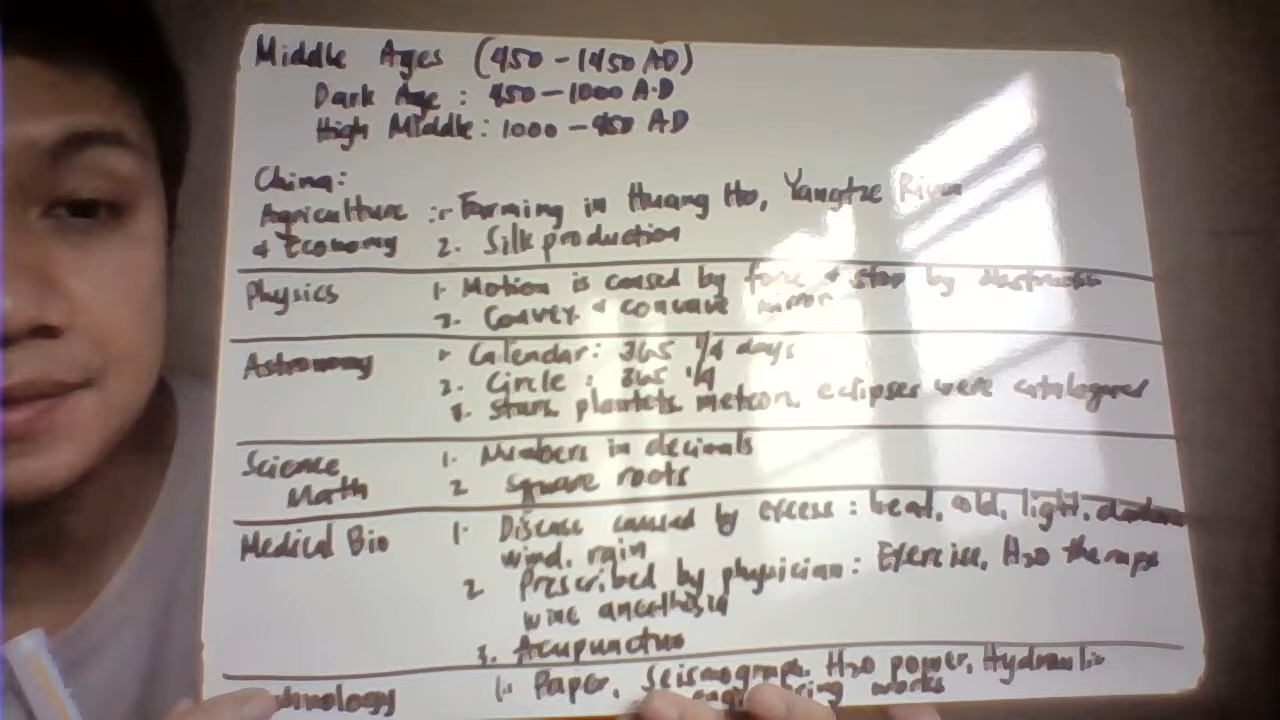 Middle Ages (450-1450 AD)
Dark Age : 450-1000 A.D
High Middle: 1000 - 450 AD
China:
Agriculture :1. Farming in Huang Ho, Yangtze River
& Economy 2. Silk production
Physics 1. Motion is caused by force & stop by
2. Convex & concave mirror
Astronomy 1. Calendar: 365 1/4 days
2. Circle : 365 1/4
3. stars, planets, meteor, eclipses were catalogued
Science 1. Numbers in decimals
Math 2 square roots
Medical Bio 1. Disease caused by excess : heat, cold, light, darkness
wind, rain
2 Prescribed by physician: Exercise, H2O therapy
wine anesthesia
3. Acupuncture
1. Paper, Seismograph, H2O power, Hydraulic
works